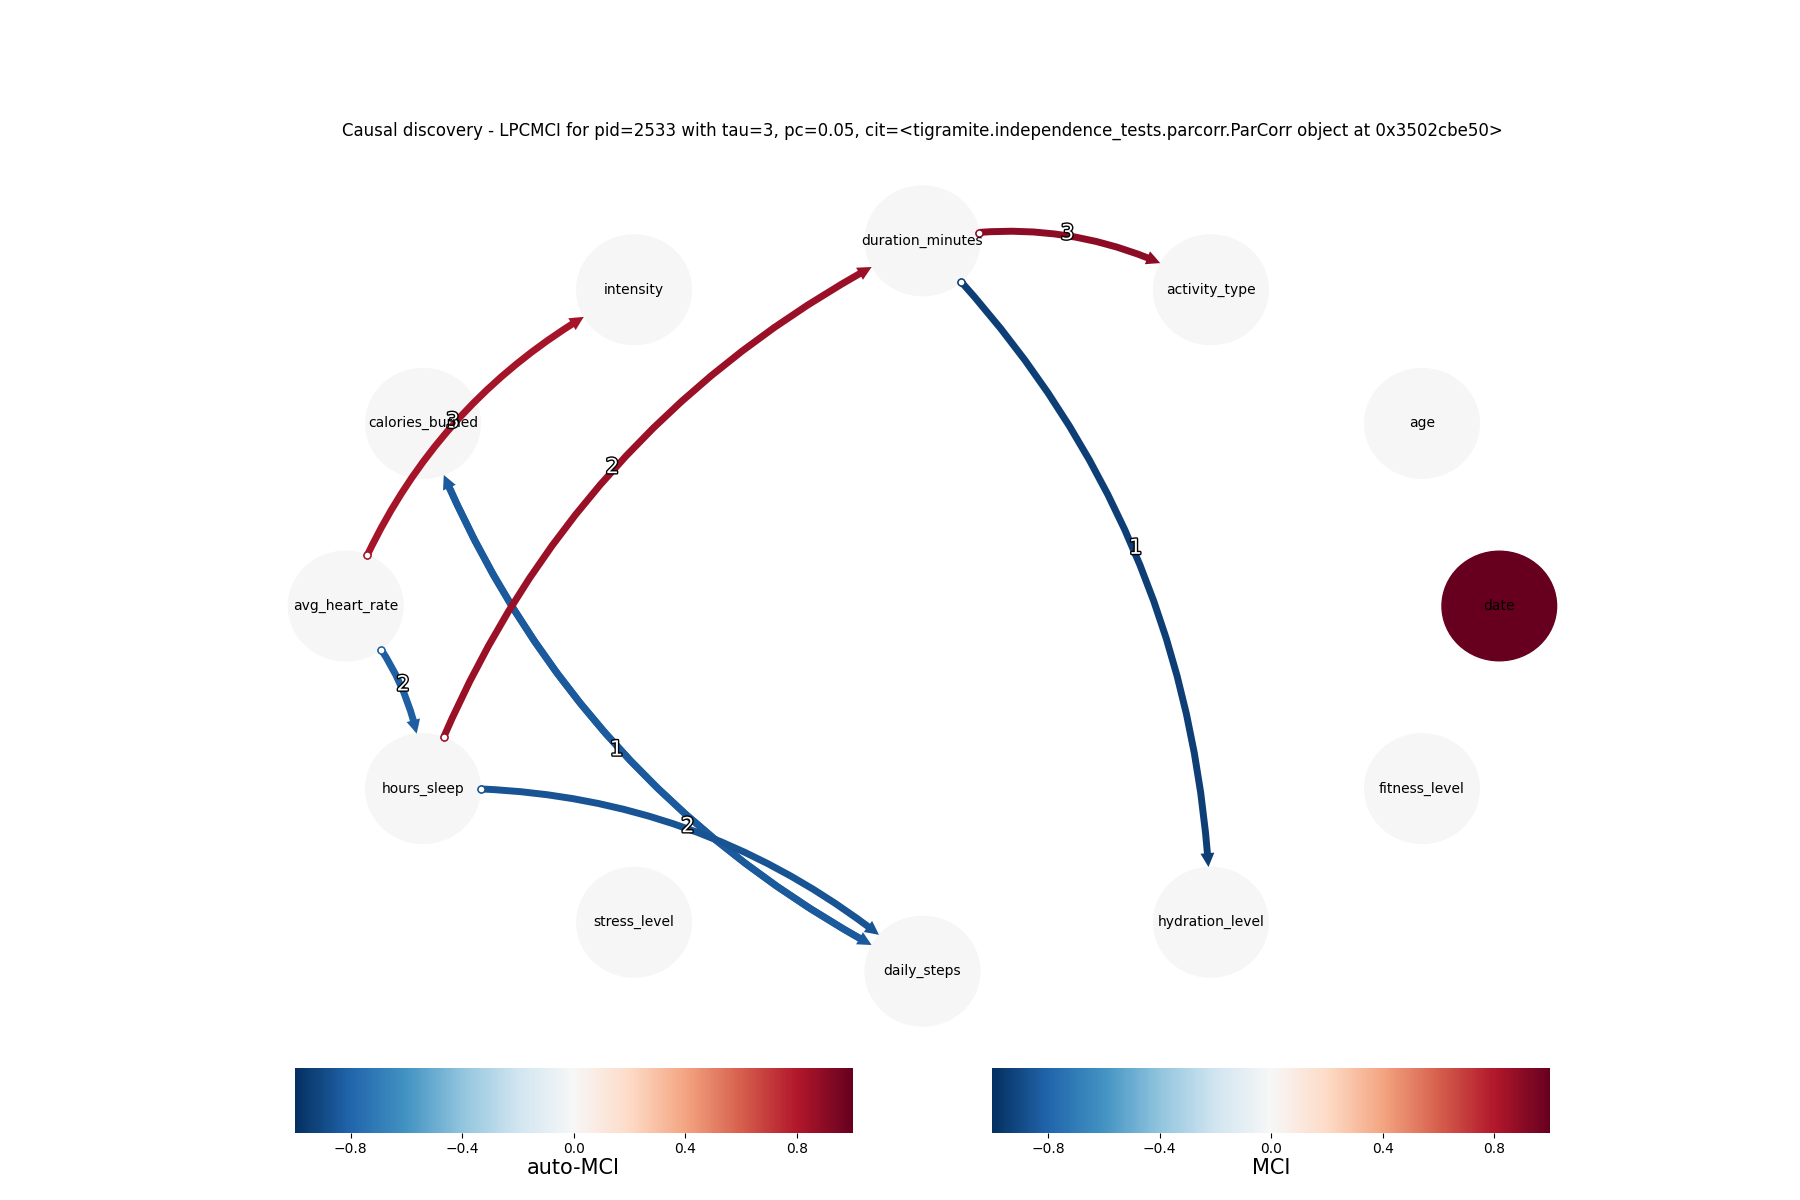 Causal discovery - LPCMCI for pid=2533 with tau=3, pc=0.05, cit=<tigramite.independence_tests.parcorr.ParCorr object at 0x3502cbe50>
duration_minutes
3
intensity
activity_type
calories_burned
3
age
2
1
avg_heart_rate
date
2
1
hours_sleep
fitness_level
2
stress_level
hydration_level
daily_steps
−0.8 −0.4 0.0 0.4 0.8
auto-MCI
−0.8 −0.4 0.0 0.4 0.8
MCI